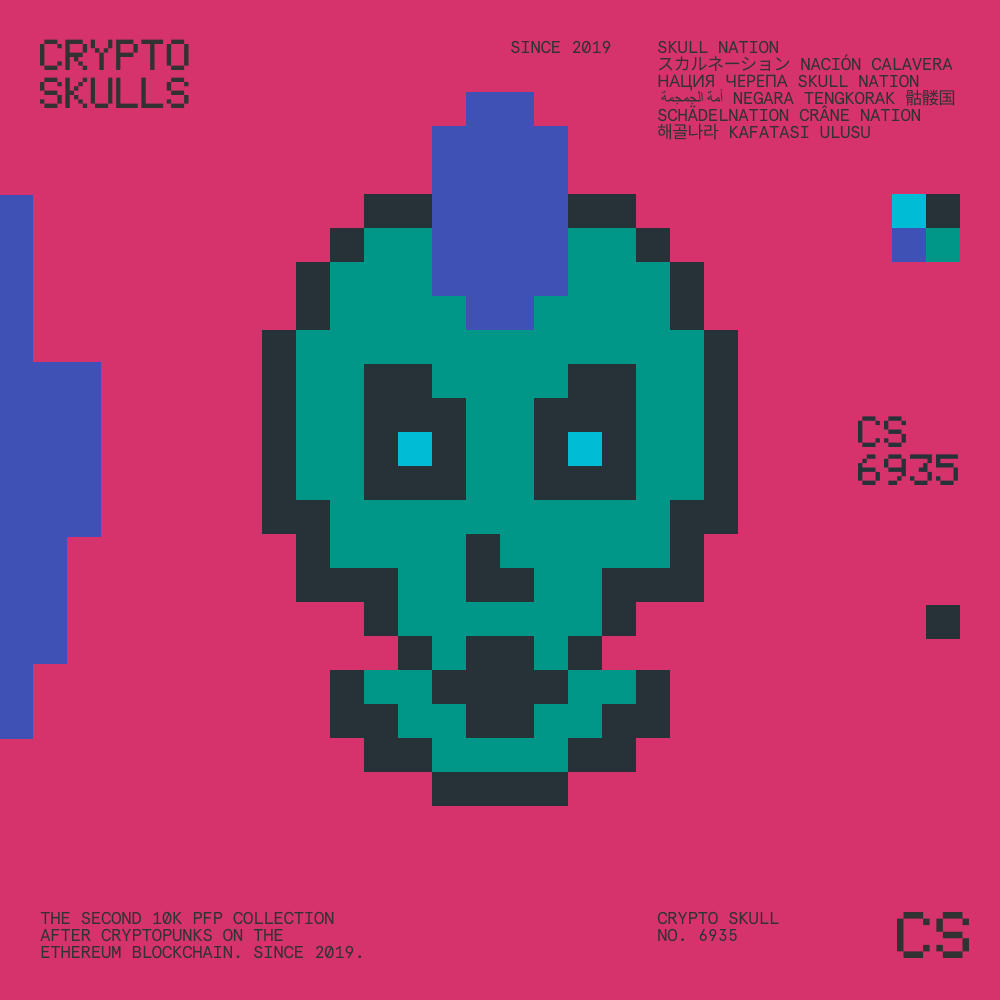 CRYPTO
SKULLS
SINCE 2019
SKULL NATION
スカルネーション NACIÓN CALAVERA
НАЦИЯ ЧЕРЕПА SKULL NATION
أمة الجمجمة NEGARA TENGKORAK 骷髅国
SCHÄDELNATION CRÂNE NATION
해골나라 KAFATASI ULUSU
CS
6935
THE SECOND 10K PFP COLLECTION
AFTER CRYPTOPUNKS ON THE
ETHEREUM BLOCKCHAIN. SINCE 2019.
CRYPTO SKULL
NO. 6935
CS